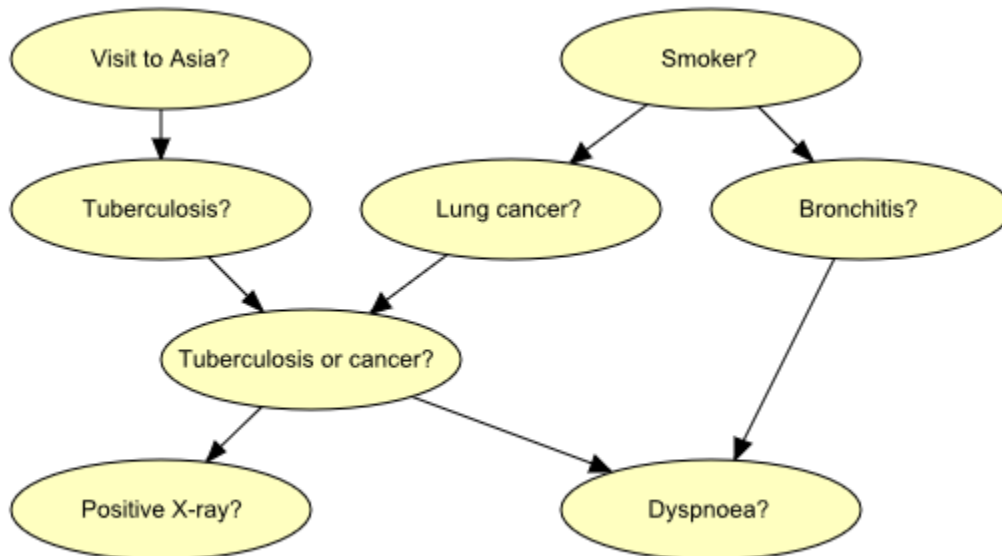 Visit to Asia?
Smoker?
Tuberculosis?
Lung cancer?
Bronchitis?
Tuberculosis or cancer?
Positive X-ray?
Dyspnoea?